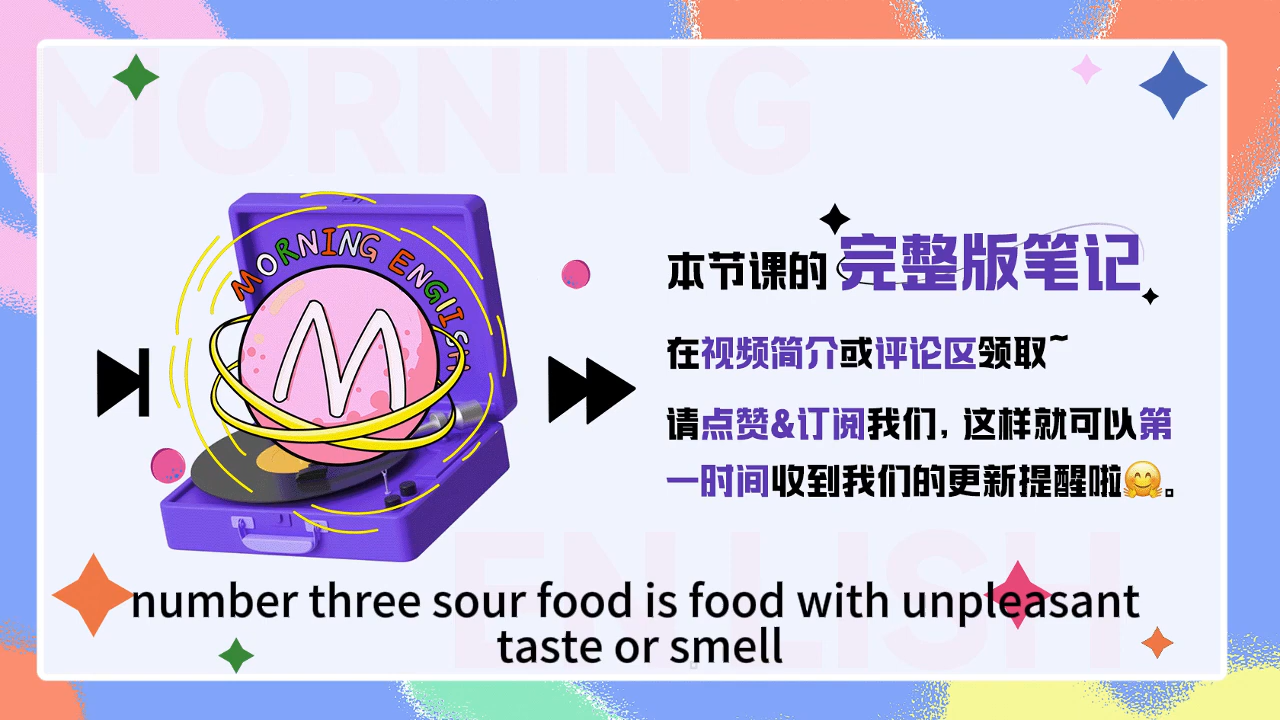 MORNING
MORNING ENGLISH
M
本节课的 完整版笔记
在视频简介或评论区领取~
请点赞&订阅我们, 这样就可以第
一时间收到我们的更新提醒啦🤗。
EN LISH
number three sour food is food with unpleasant
taste or smell